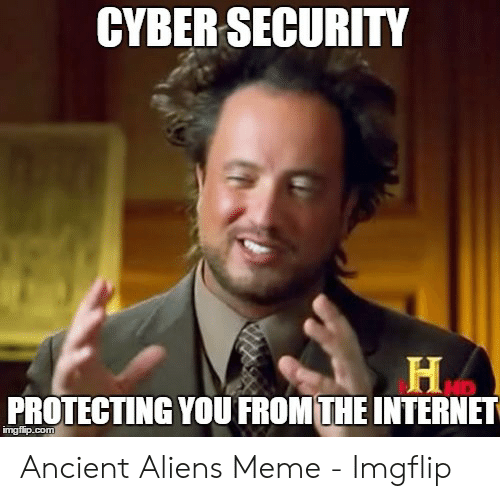 CYBER SECURITY
H
HD
PROTECTING YOU FROM THE INTERNET
imgflip.com
Ancient Aliens Meme - Imgflip